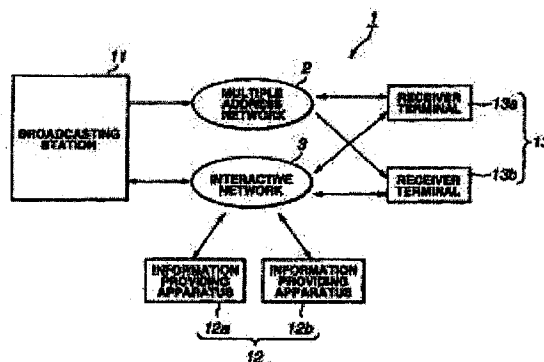 1
11
2
BROADCASTING
STATION
MULTIPLE
ADDRESS
NETWORK
RECEIVER
TERMINAL
13a
3
13
INTERACTIVE
NETWORK
RECEIVER
TERMINAL
13b
INFORMATION
PROVIDING
APPARATUS
INFORMATION
PROVIDING
APPARATUS
12a
12b
12